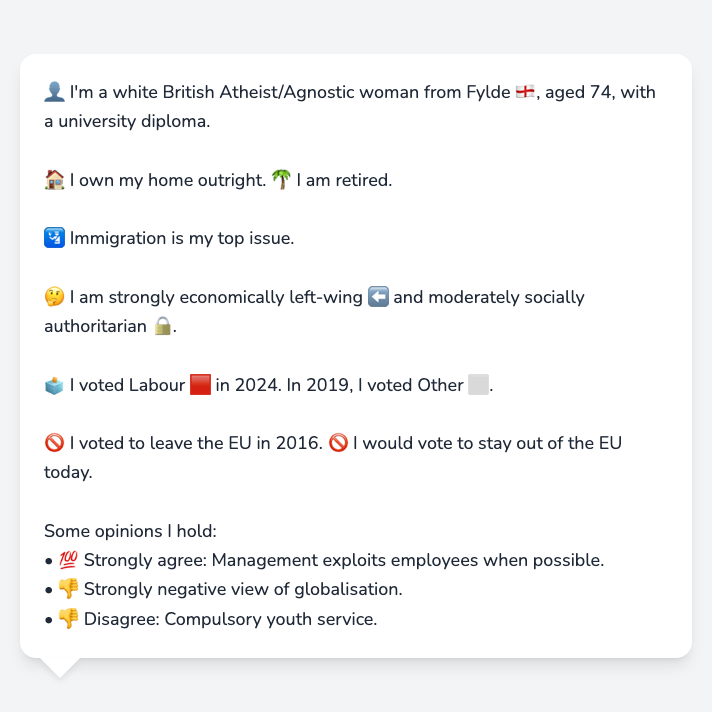 👤 I'm a white British Atheist/Agnostic woman from Fylde 🏴󠁧󠁢󠁥󠁮󠁧󠁿, aged 74, with
a university diploma.
🏠 I own my home outright. 🌴 I am retired.
🛂 Immigration is my top issue.
🤔 I am strongly economically left-wing ⬅️ and moderately socially
authoritarian 🔒.
🗳️ I voted Labour 🟥 in 2024. In 2019, I voted Other ⬜.
🚫 I voted to leave the EU in 2016. 🚫 I would vote to stay out of the EU
today.
Some opinions I hold:
• 💯 Strongly agree: Management exploits employees when possible.
• 👎 Strongly negative view of globalisation.
• 👎 Disagree: Compulsory youth service.